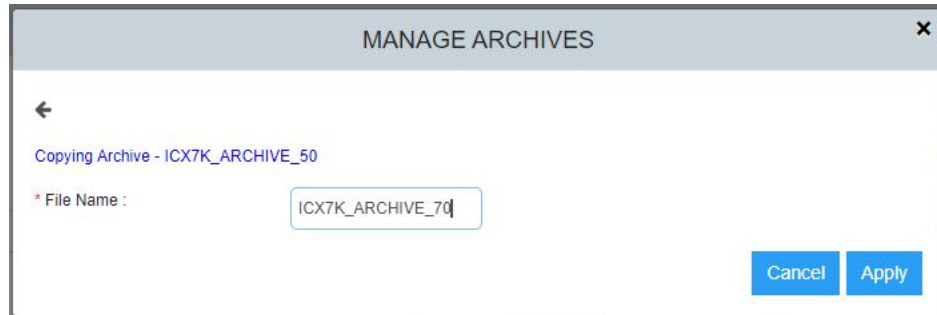 MANAGE ARCHIVES
Copying Archive - ICX7K_ARCHIVE_50
* File Name :
ICX7K_ARCHIVE_70
Cancel
Apply